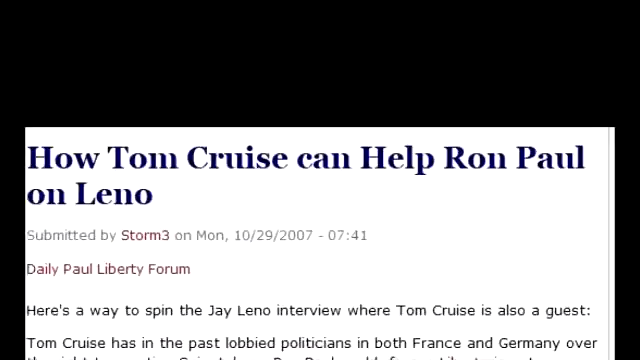 How Tom Cruise can Help Ron Paul
on Leno
Submitted by Storm3 on Mon, 10/29/2007 - 07:41
Daily Paul Liberty Forum
Here's a way to spin the Jay Leno interview where Tom Cruise is also a guest:
Tom Cruise has in the past lobbied politicians in both France and Germany over